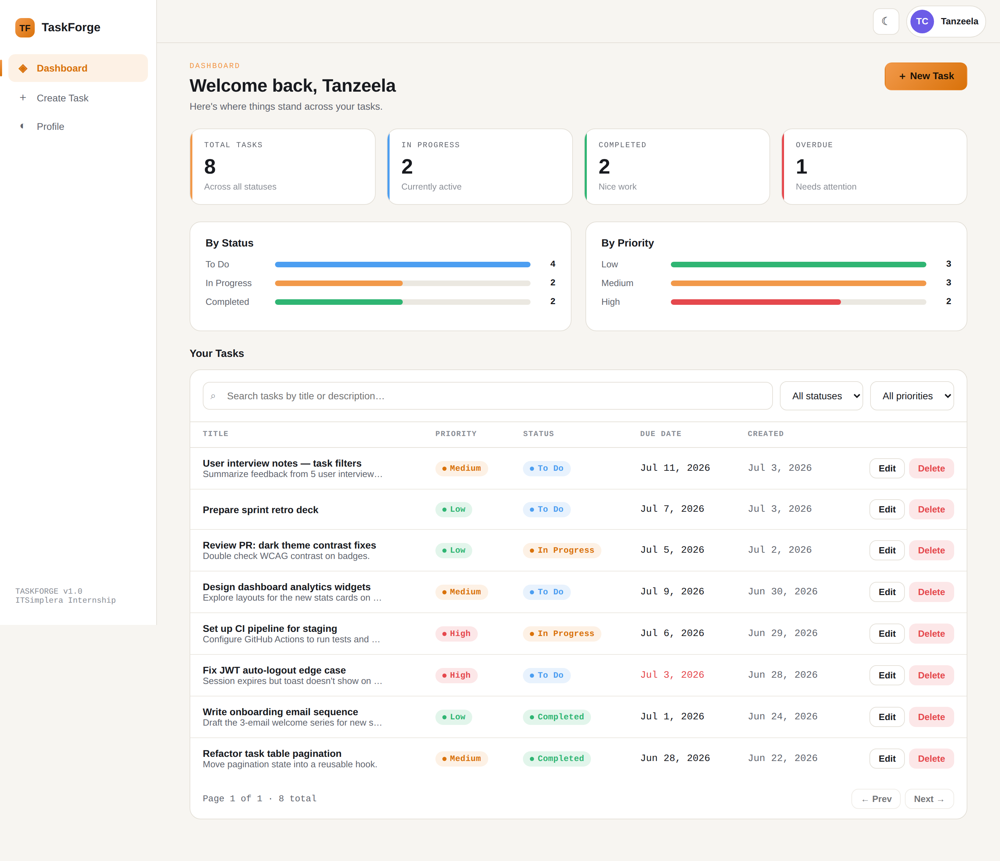 TF TaskForge
Dashboard
+ Create Task
Profile
TASKFORGE v1.0
ITSimplera Internship
TC Tanzeela
DASHBOARD
Welcome back, Tanzeela
Here's where things stand across your tasks.
+ New Task
TOTAL TASKS
8
Across all statuses
IN PROGRESS
2
Currently active
COMPLETED
2
Nice work
OVERDUE
1
Needs attention
By Status
To Do 4
In Progress 2
Completed 2
By Priority
Low 3
Medium 3
High 2
Your Tasks
Search tasks by title or description… All statuses All priorities
TITLE PRIORITY STATUS DUE DATE CREATED
User interview notes — task filters
Summarize feedback from 5 user interview…
Medium To Do Jul 11, 2026 Jul 3, 2026 Edit Delete
Prepare sprint retro deck Low To Do Jul 7, 2026 Jul 3, 2026 Edit Delete
Review PR: dark theme contrast fixes
Double check WCAG contrast on badges.
Low In Progress Jul 5, 2026 Jul 2, 2026 Edit Delete
Design dashboard analytics widgets
Explore layouts for the new stats cards on …
Medium To Do Jul 9, 2026 Jun 30, 2026 Edit Delete
Set up CI pipeline for staging
Configure GitHub Actions to run tests and …
High In Progress Jul 6, 2026 Jun 29, 2026 Edit Delete
Fix JWT auto-logout edge case
Session expires but toast doesn't show on …
High To Do Jul 3, 2026 Jun 28, 2026 Edit Delete
Write onboarding email sequence
Draft the 3-email welcome series for new s…
Low Completed Jul 1, 2026 Jun 24, 2026 Edit Delete
Refactor task table pagination
Move pagination state into a reusable hook.
Medium Completed Jun 28, 2026 Jun 22, 2026 Edit Delete
Page 1 of 1 · 8 total ← Prev Next →